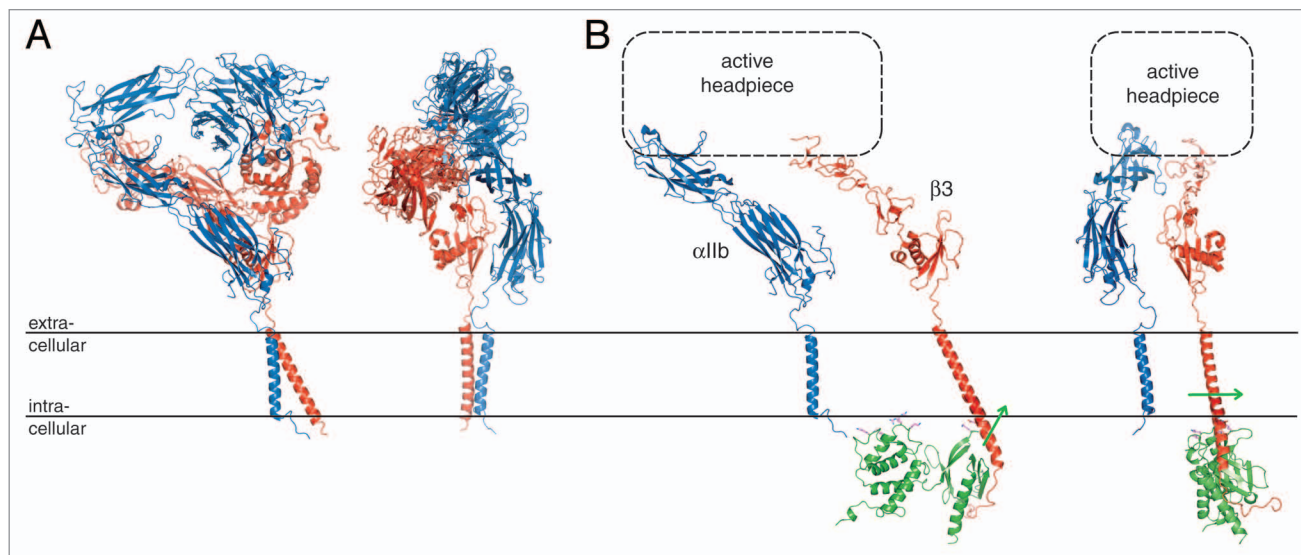 A
B
active
headpiece
active
headpiece
β3
αIIb
extra-
cellular
intra-
cellular